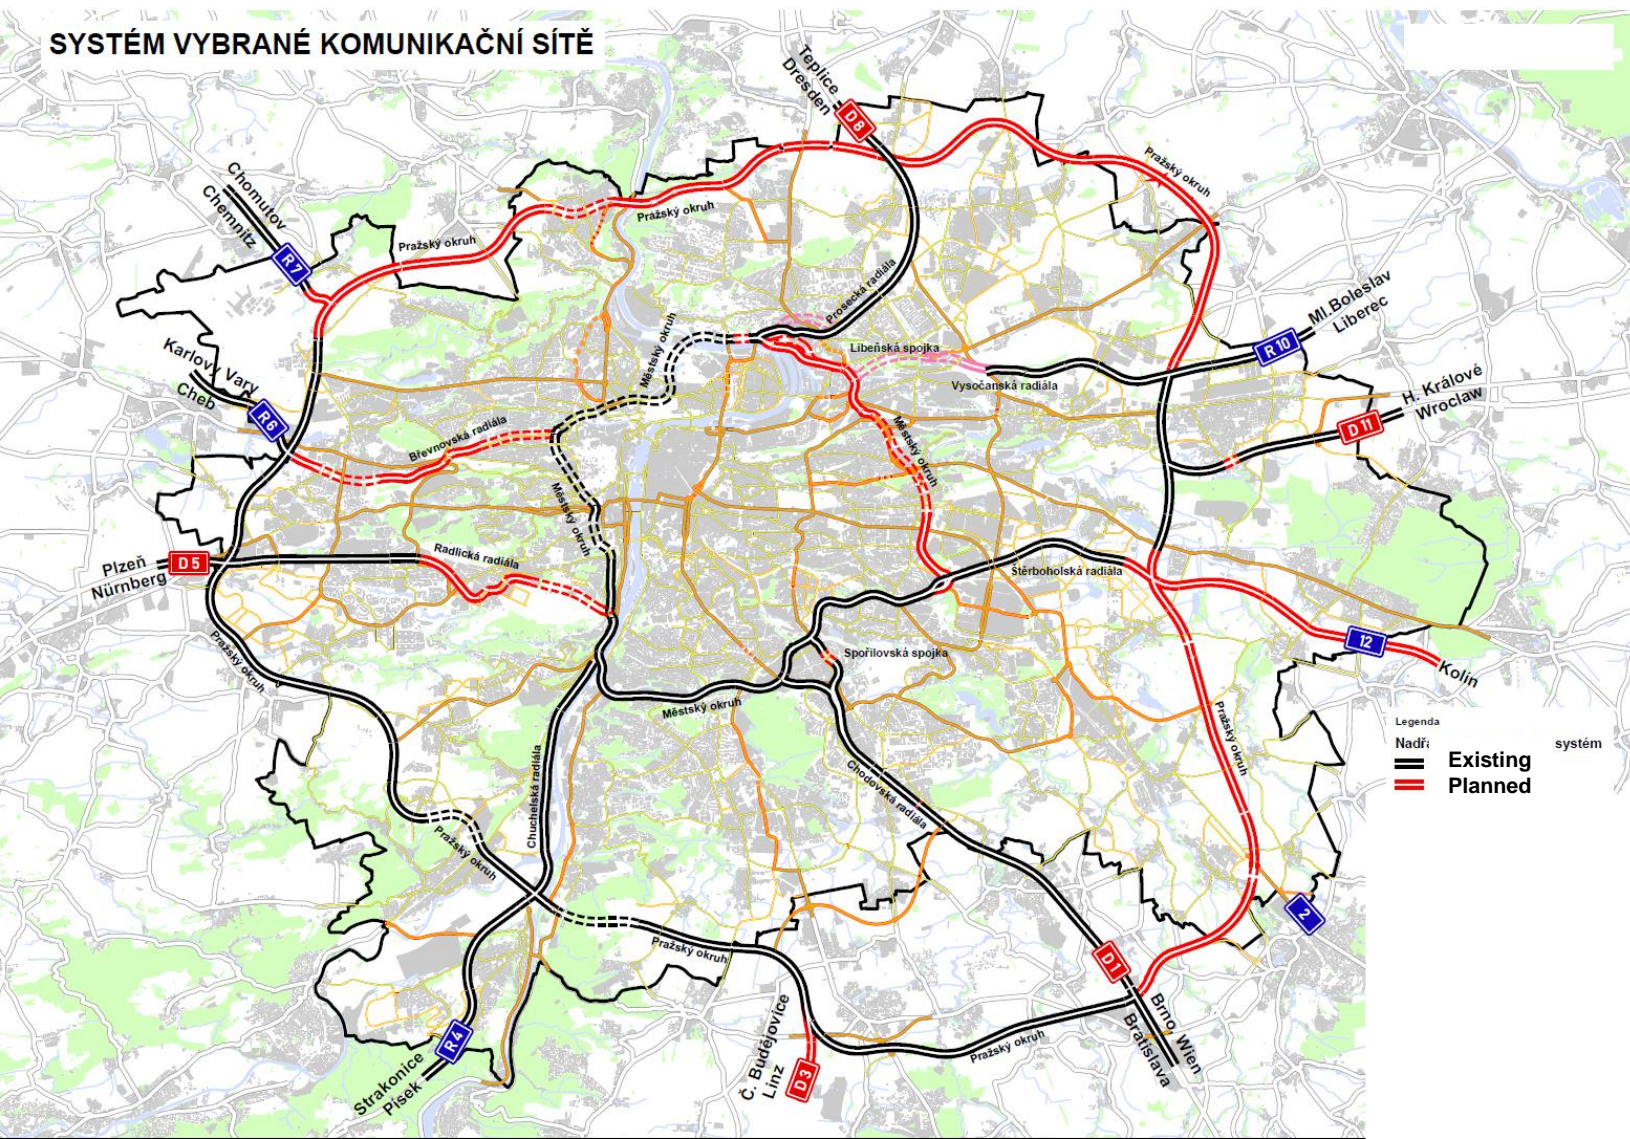 SYSTÉM VYBRANÉ KOMUNIKAČNÍ SÍTĚ
Teplice
Dresden
D8
Chomutov
Chemnitz
R7
Pražský okruh
Pražský okruh
Pražský okruh
Karlovy Vary
Cheb
R6
Městský okruh
Prosecká radiála
Libeňská spojka
Vysočanská radiála
R10
Ml.Boleslav
Liberec
H. Králové
Wroclaw
D 11
Břevnovská radiála
Městský okruh
Městský okruh
Plzeň
Nürnberg
D 5
Radlická radiála
Štěrboholská radiála
Pražský okruh
Spořilovská spojka
12
Kolín
Městský okruh
Pražský okruh
Chuchelská radiála
Chodovská radiála
Pražský okruh
Legenda
Nadř systém
Existing
Planned
2
Pražský okruh
D1
Brno, Wien
Bratislava
Pražský okruh
R4
Strakonice
Písek
Č. Budějovice
Linz
D3